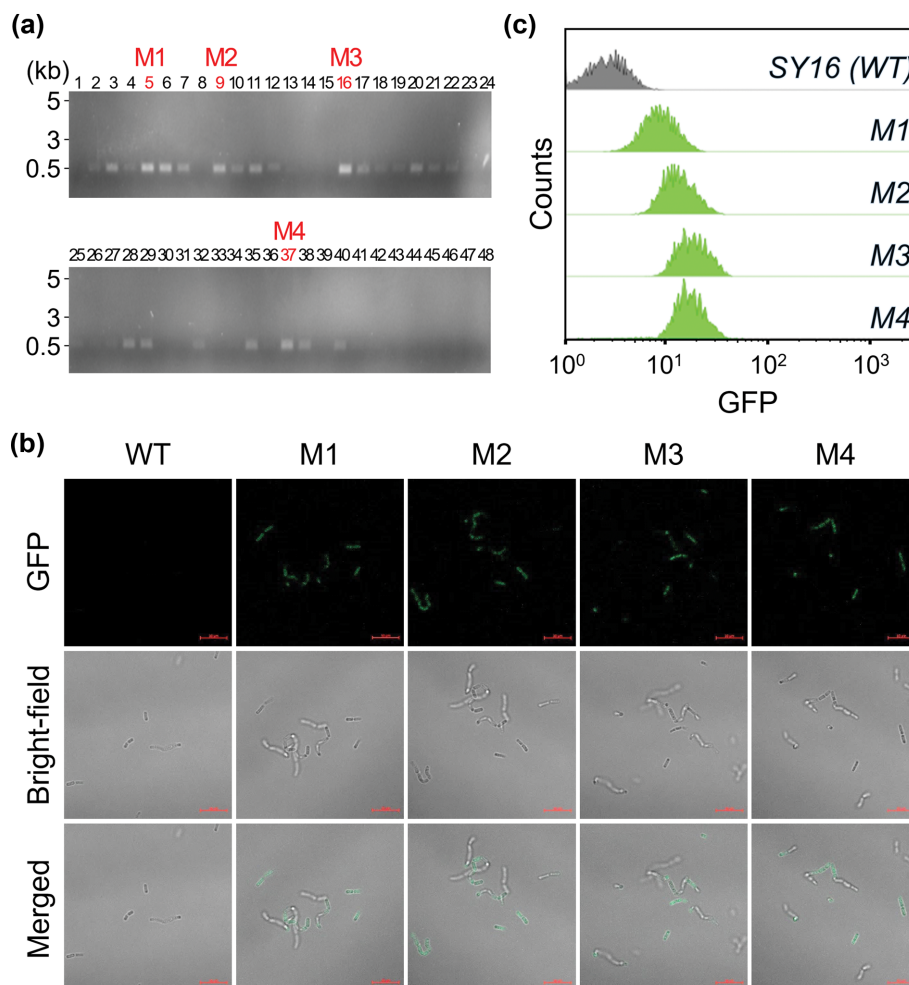 (a)
M1 M2 M3
(kb) 1 2 3 4 5 6 7 8 9 10 11 12 13 14 15 16 17 18 19 20 21 22 23 24
5
3
0.5
M4
25 26 27 28 29 30 31 32 33 34 35 36 37 38 39 40 41 42 43 44 45 46 47 48
5
3
0.5
(c)
SY16 (WT)
M1
M2
M3
M4
Counts
10⁰ 10¹ 10² 10³
GFP
(b)
WT M1 M2 M3 M4
GFP
Bright-field
Merged